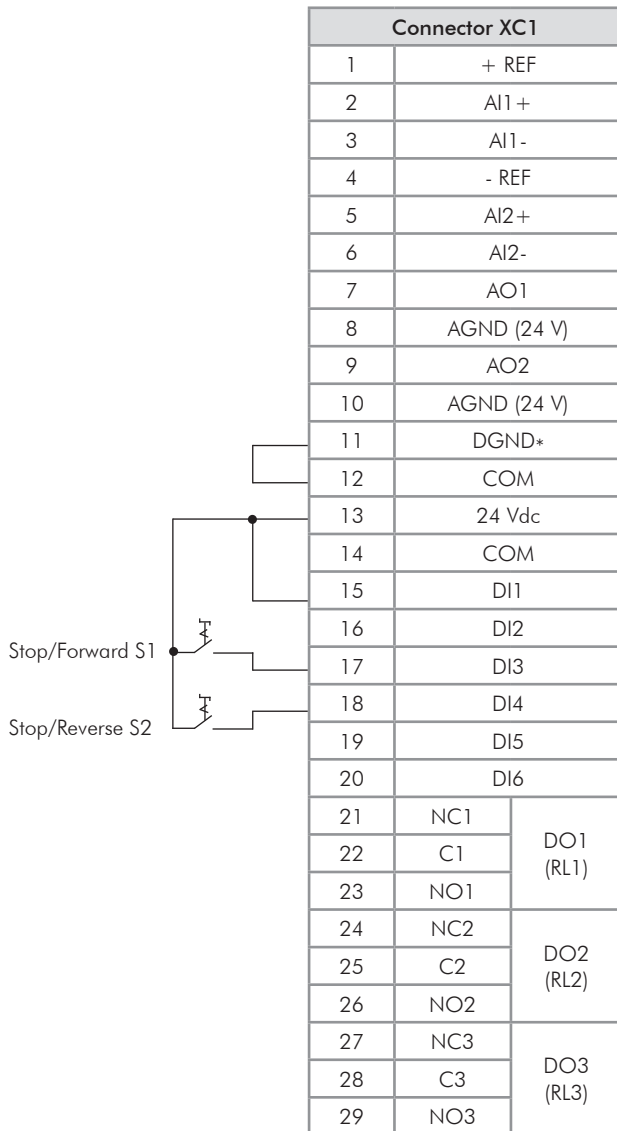 Connector XC1
1 + REF
2 AI1+
3 AI1-
4 - REF
5 AI2+
6 AI2-
7 AO1
8 AGND (24 V)
9 AO2
10 AGND (24 V)
11 DGND*
12 COM
13 24 Vdc
14 COM
15 DI1
16 DI2
Stop/Forward S1
17 DI3
18 DI4
Stop/Reverse S2
19 DI5
20 DI6
21 NC1
22 C1
23 NO1
DO1
(RL1)
24 NC2
25 C2
26 NO2
DO2
(RL2)
27 NC3
28 C3
29 NO3
DO3
(RL3)